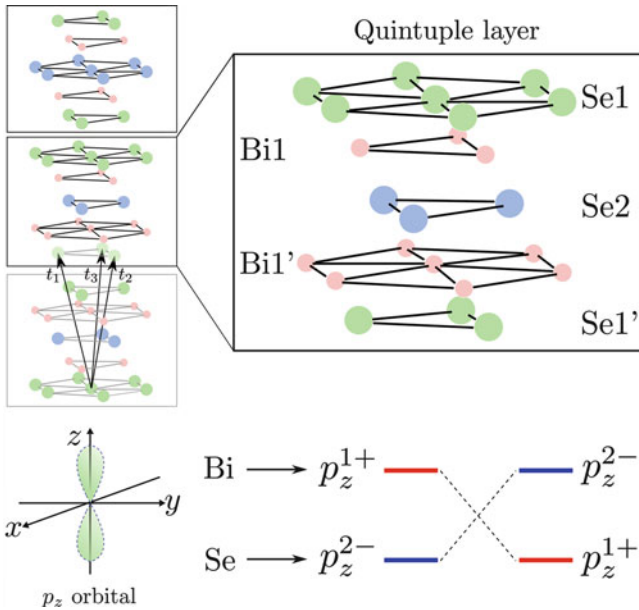 Quintuple layer
Se1
Bi1
Se2
Bi1'
Se1'
t₁ t₃ t₂
z
y
x
p_z orbital
Bi p_z^{1+} p_z^{2-}
Se p_z^{2-} p_z^{1+}